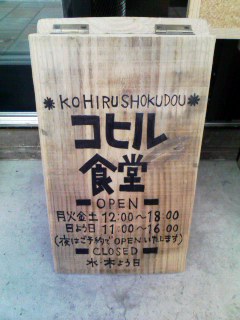 ✷KOHIRU SHOKUDOU✷
コヒル
食堂
OPEN
月火金土 12:00〜18:00
日よう日 11:00〜16:00
(夜はご予約でOPENいたします)
CLOSED
水・木よう日